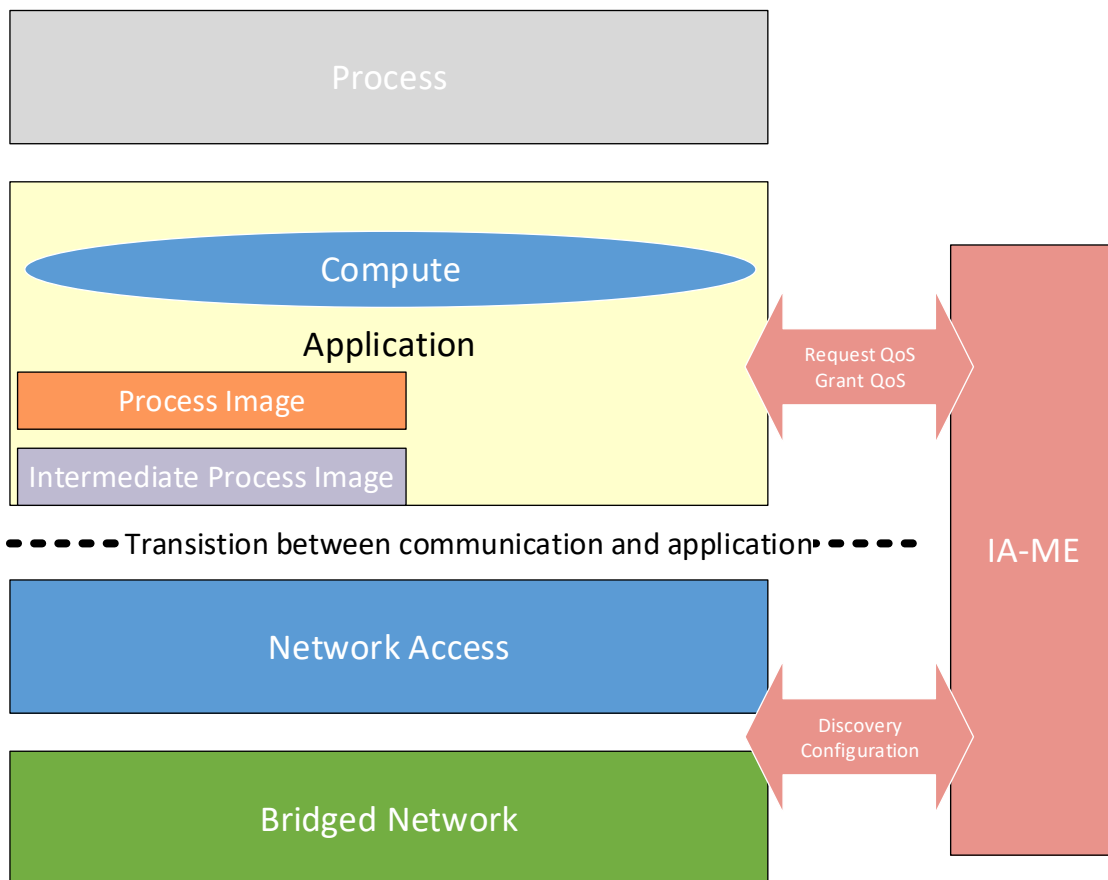 Process
Compute
Application
Request QoS
Grant QoS
Process Image
Intermediate Process Image
Transistion between communication and application
IA-ME
Network Access
Discovery
Configuration
Bridged Network